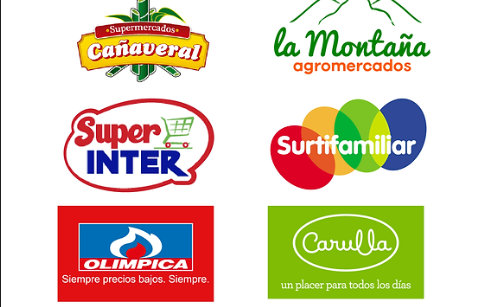 Supermercados
Cañaveral
la Montaña
agromercados
Super
INTER
Surtifamiliar
OLIMPICA
Siempre precios bajos. Siempre.
Carulla
un placer para todos los días